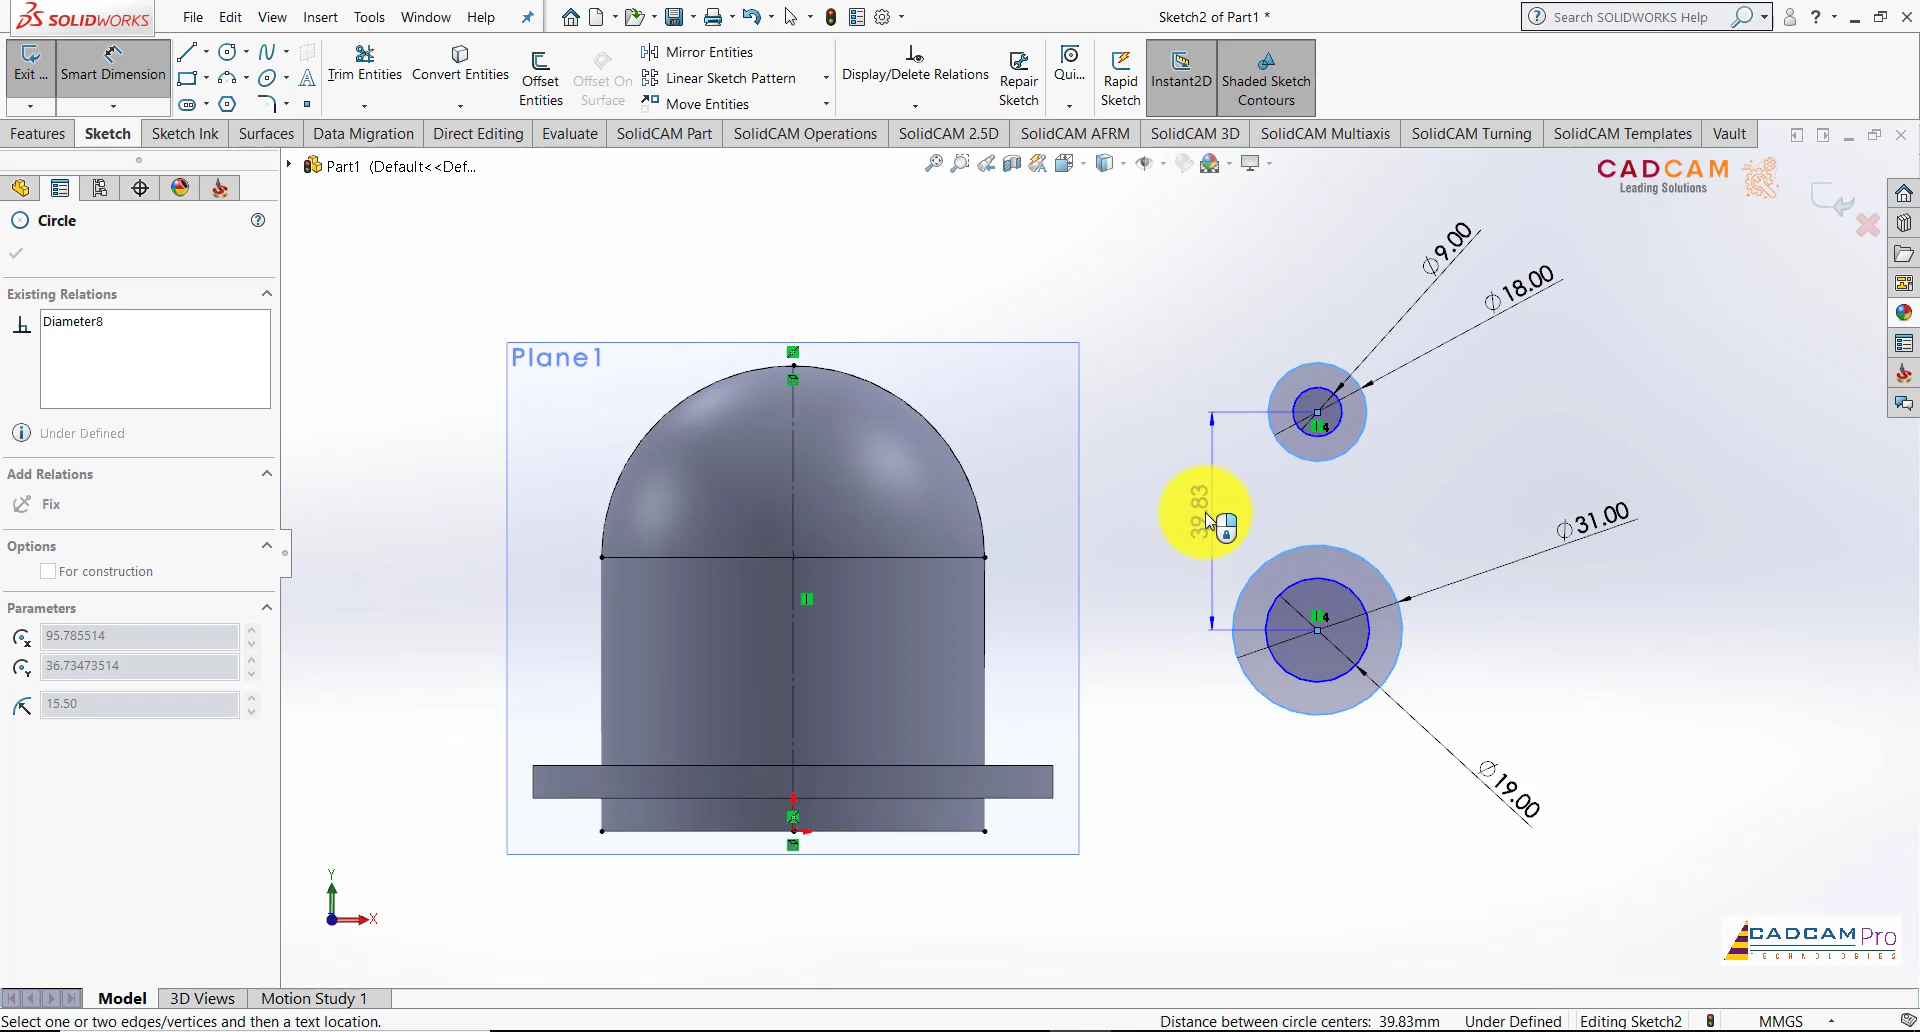 SOLIDWORKS
File Edit View Insert Tools Window Help
Sketch2 of Part1 *
Search SOLIDWORKS Help
Exit ...
Smart Dimension
Trim Entities
Convert Entities
Offset Entities
Offset On Surface
Mirror Entities
Linear Sketch Pattern
Move Entities
Display/Delete Relations
Repair Sketch
Qui...
Rapid Sketch
Instant2D
Shaded Sketch Contours
Features Sketch Sketch Ink Surfaces Data Migration Direct Editing Evaluate SolidCAM Part SolidCAM Operations SolidCAM 2.5D SolidCAM AFRM SolidCAM 3D SolidCAM Multiaxis SolidCAM Turning SolidCAM Templates Vault
Part1 (Default<<Def...
CADCAM
Leading Solutions
Circle
Existing Relations
Diameter8
Under Defined
Add Relations
Fix
Options
For construction
Parameters
95.785514
36.73473514
15.50
Plane1
∅9.00
∅18.00
4
39.83
∅31.00
4
∅19.00
Y
X
CADCAM Pro
TECHNOLOGIES
Model 3D Views Motion Study 1
Select one or two edges/vertices and then a text location.
Distance between circle centers: 39.83mm Under Defined Editing Sketch2 MMGS